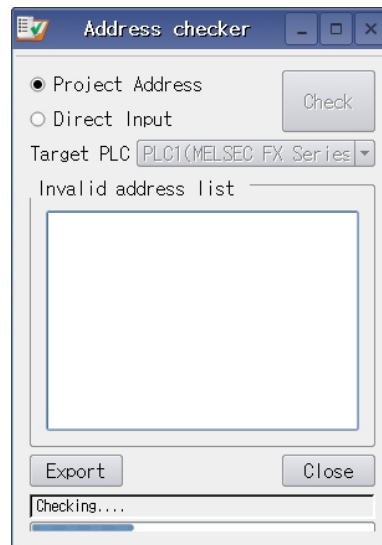 Address checker
Project Address
Direct Input
Check
Target PLC PLC1(MELSEC FX Series
Invalid address list
Export Close
Checking....